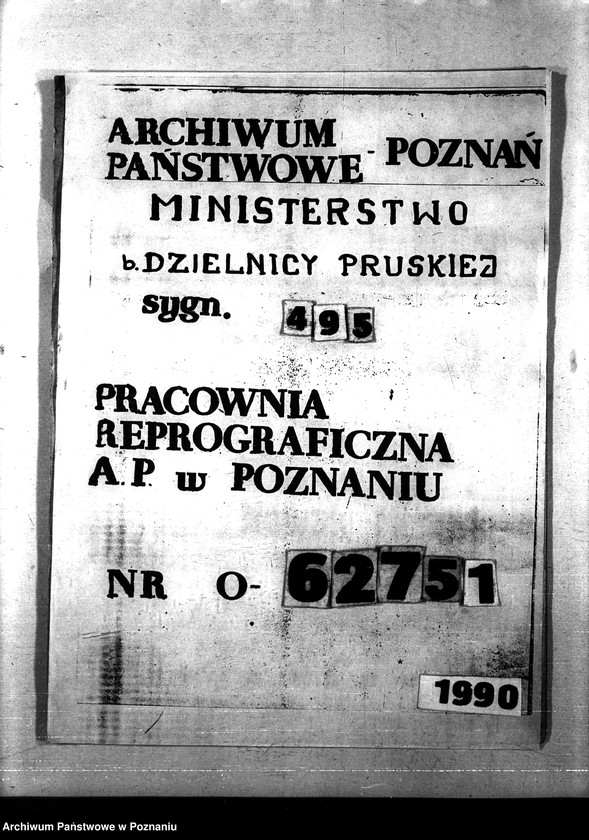 ARCHIWUM
PAŃSTWOWE - POZNAŃ
MINISTERSTWO
b. DZIELNICY PRUSKIEJ
sygn. 495
PRACOWNIA
REPROGRAFICZNA
A.P. w POZNANIU
NR O-62751
1990
Archiwum Państwowe w Poznaniu